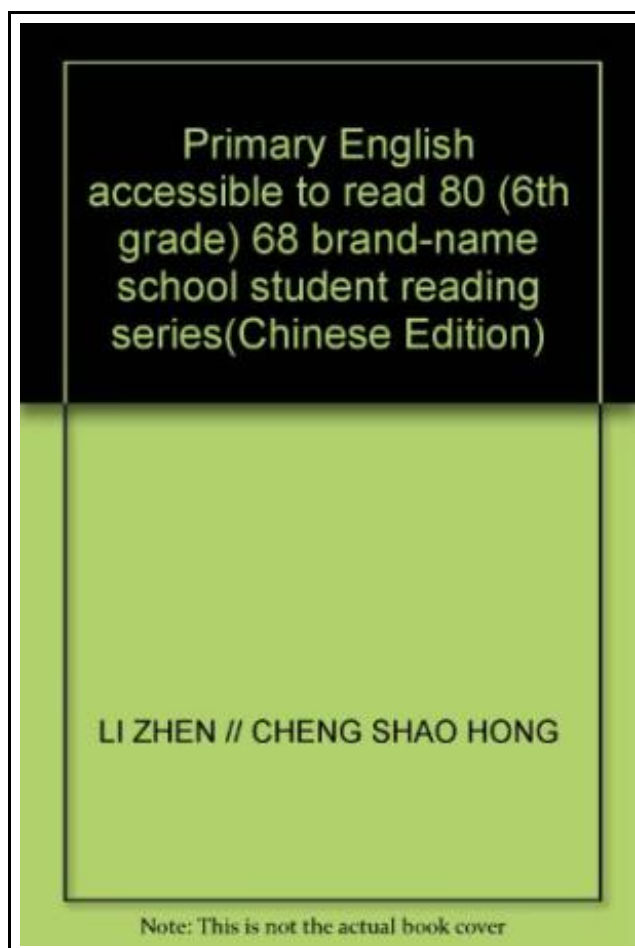 Primary English
accessible to read 80 (6th
grade) 68 brand-name
school student reading
series(Chinese Edition)
LI ZHEN // CHENG SHAO HONG
Note: This is not the actual book cover